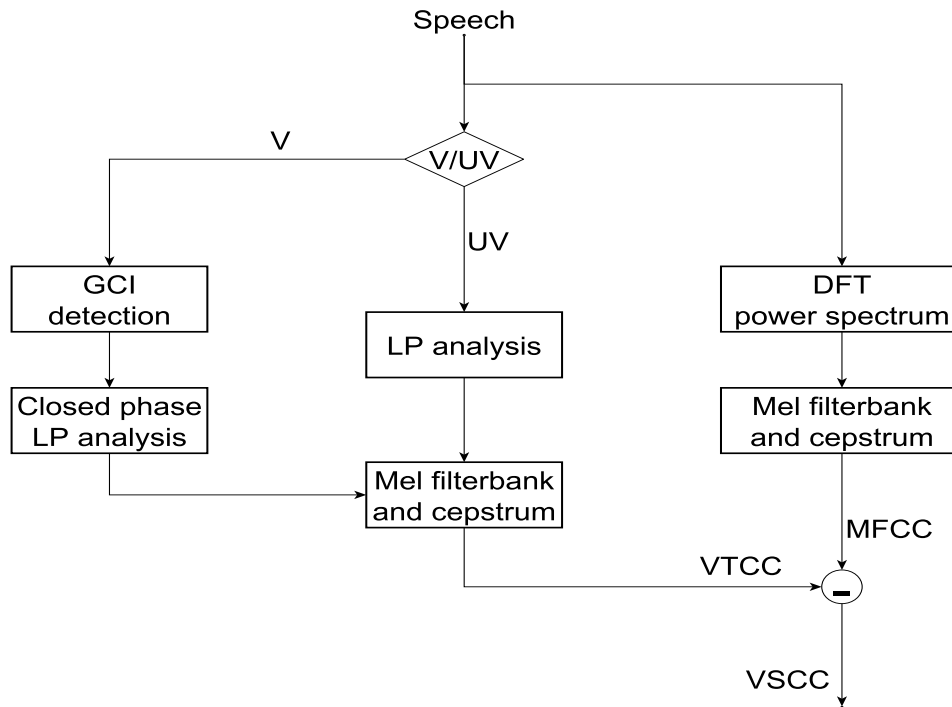 Speech
V
V/UV
UV
GCI
detection
DFT
power spectrum
LP analysis
Closed phase
LP analysis
Mel filterbank
and cepstrum
Mel filterbank
and cepstrum
MFCC
VTCC
-
VSCC